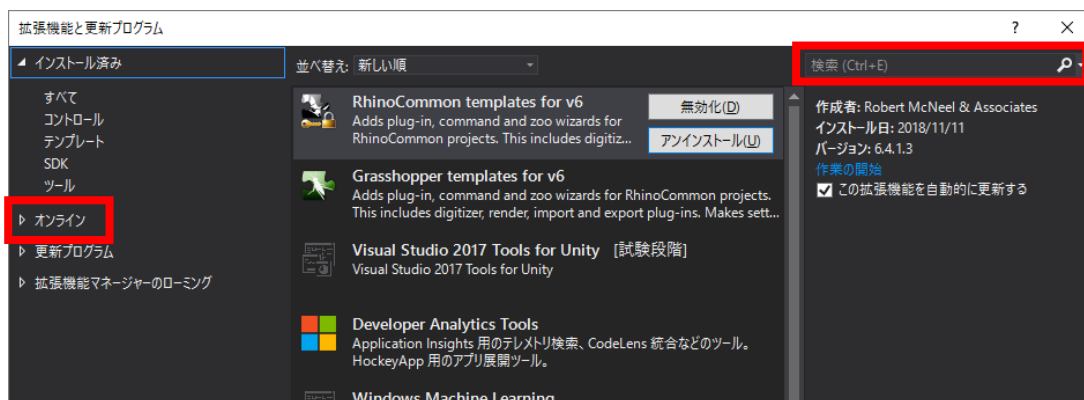 拡張機能と更新プログラム
? ×
インストール済み
すべて
コントロール
テンプレート
SDK
ツール
オンライン
更新プログラム
拡張機能マネージャーのローミング
並べ替え: 新しい順
RhinoCommon templates for v6
Adds plug-in, command and zoo wizards for
RhinoCommon projects. This includes digitiz...
無効化(D)
アンインストール(U)
Grasshopper templates for v6
Adds plug-in, command and zoo wizards for RhinoCommon projects.
This includes digitizer, render, import and export plug-ins. Makes sett...
Visual Studio 2017 Tools for Unity [試験段階]
Visual Studio 2017 Tools for Unity
Developer Analytics Tools
Application Insights 用のテレメトリ検索、CodeLens 統合などのツール。
HockeyApp 用のアプリ展開ツール。
Windows Machine Learning
検索 (Ctrl+E)
作成者: Robert McNeel & Associates
インストール日: 2018/11/11
バージョン: 6.4.1.3
作業の開始
この拡張機能を自動的に更新する